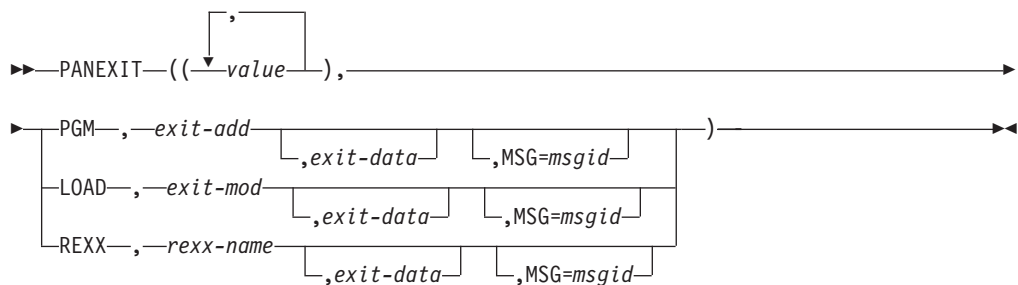 ,
PANEXIT ((value),
PGM , exit-add ,exit-data ,MSG=msgid )
LOAD , exit-mod ,exit-data ,MSG=msgid
REXX , rexx-name ,exit-data ,MSG=msgid